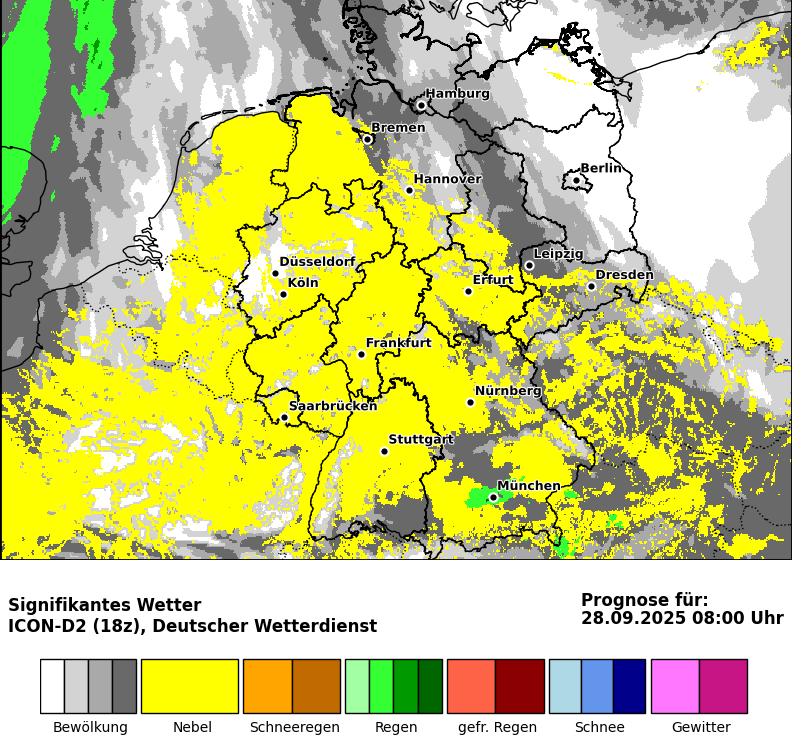 Hamburg
Bremen
Berlin
Hannover
Leipzig
Düsseldorf
Dresden
Erfurt
Köln
Frankfurt
Nürnberg
Saarbrücken
Stuttgart
München
Signifikantes Wetter
ICON-D2 (18z), Deutscher Wetterdienst
Prognose für:
28.09.2025 08:00 Uhr
Bewölkung Nebel Schneeregen Regen gefr. Regen Schnee Gewitter